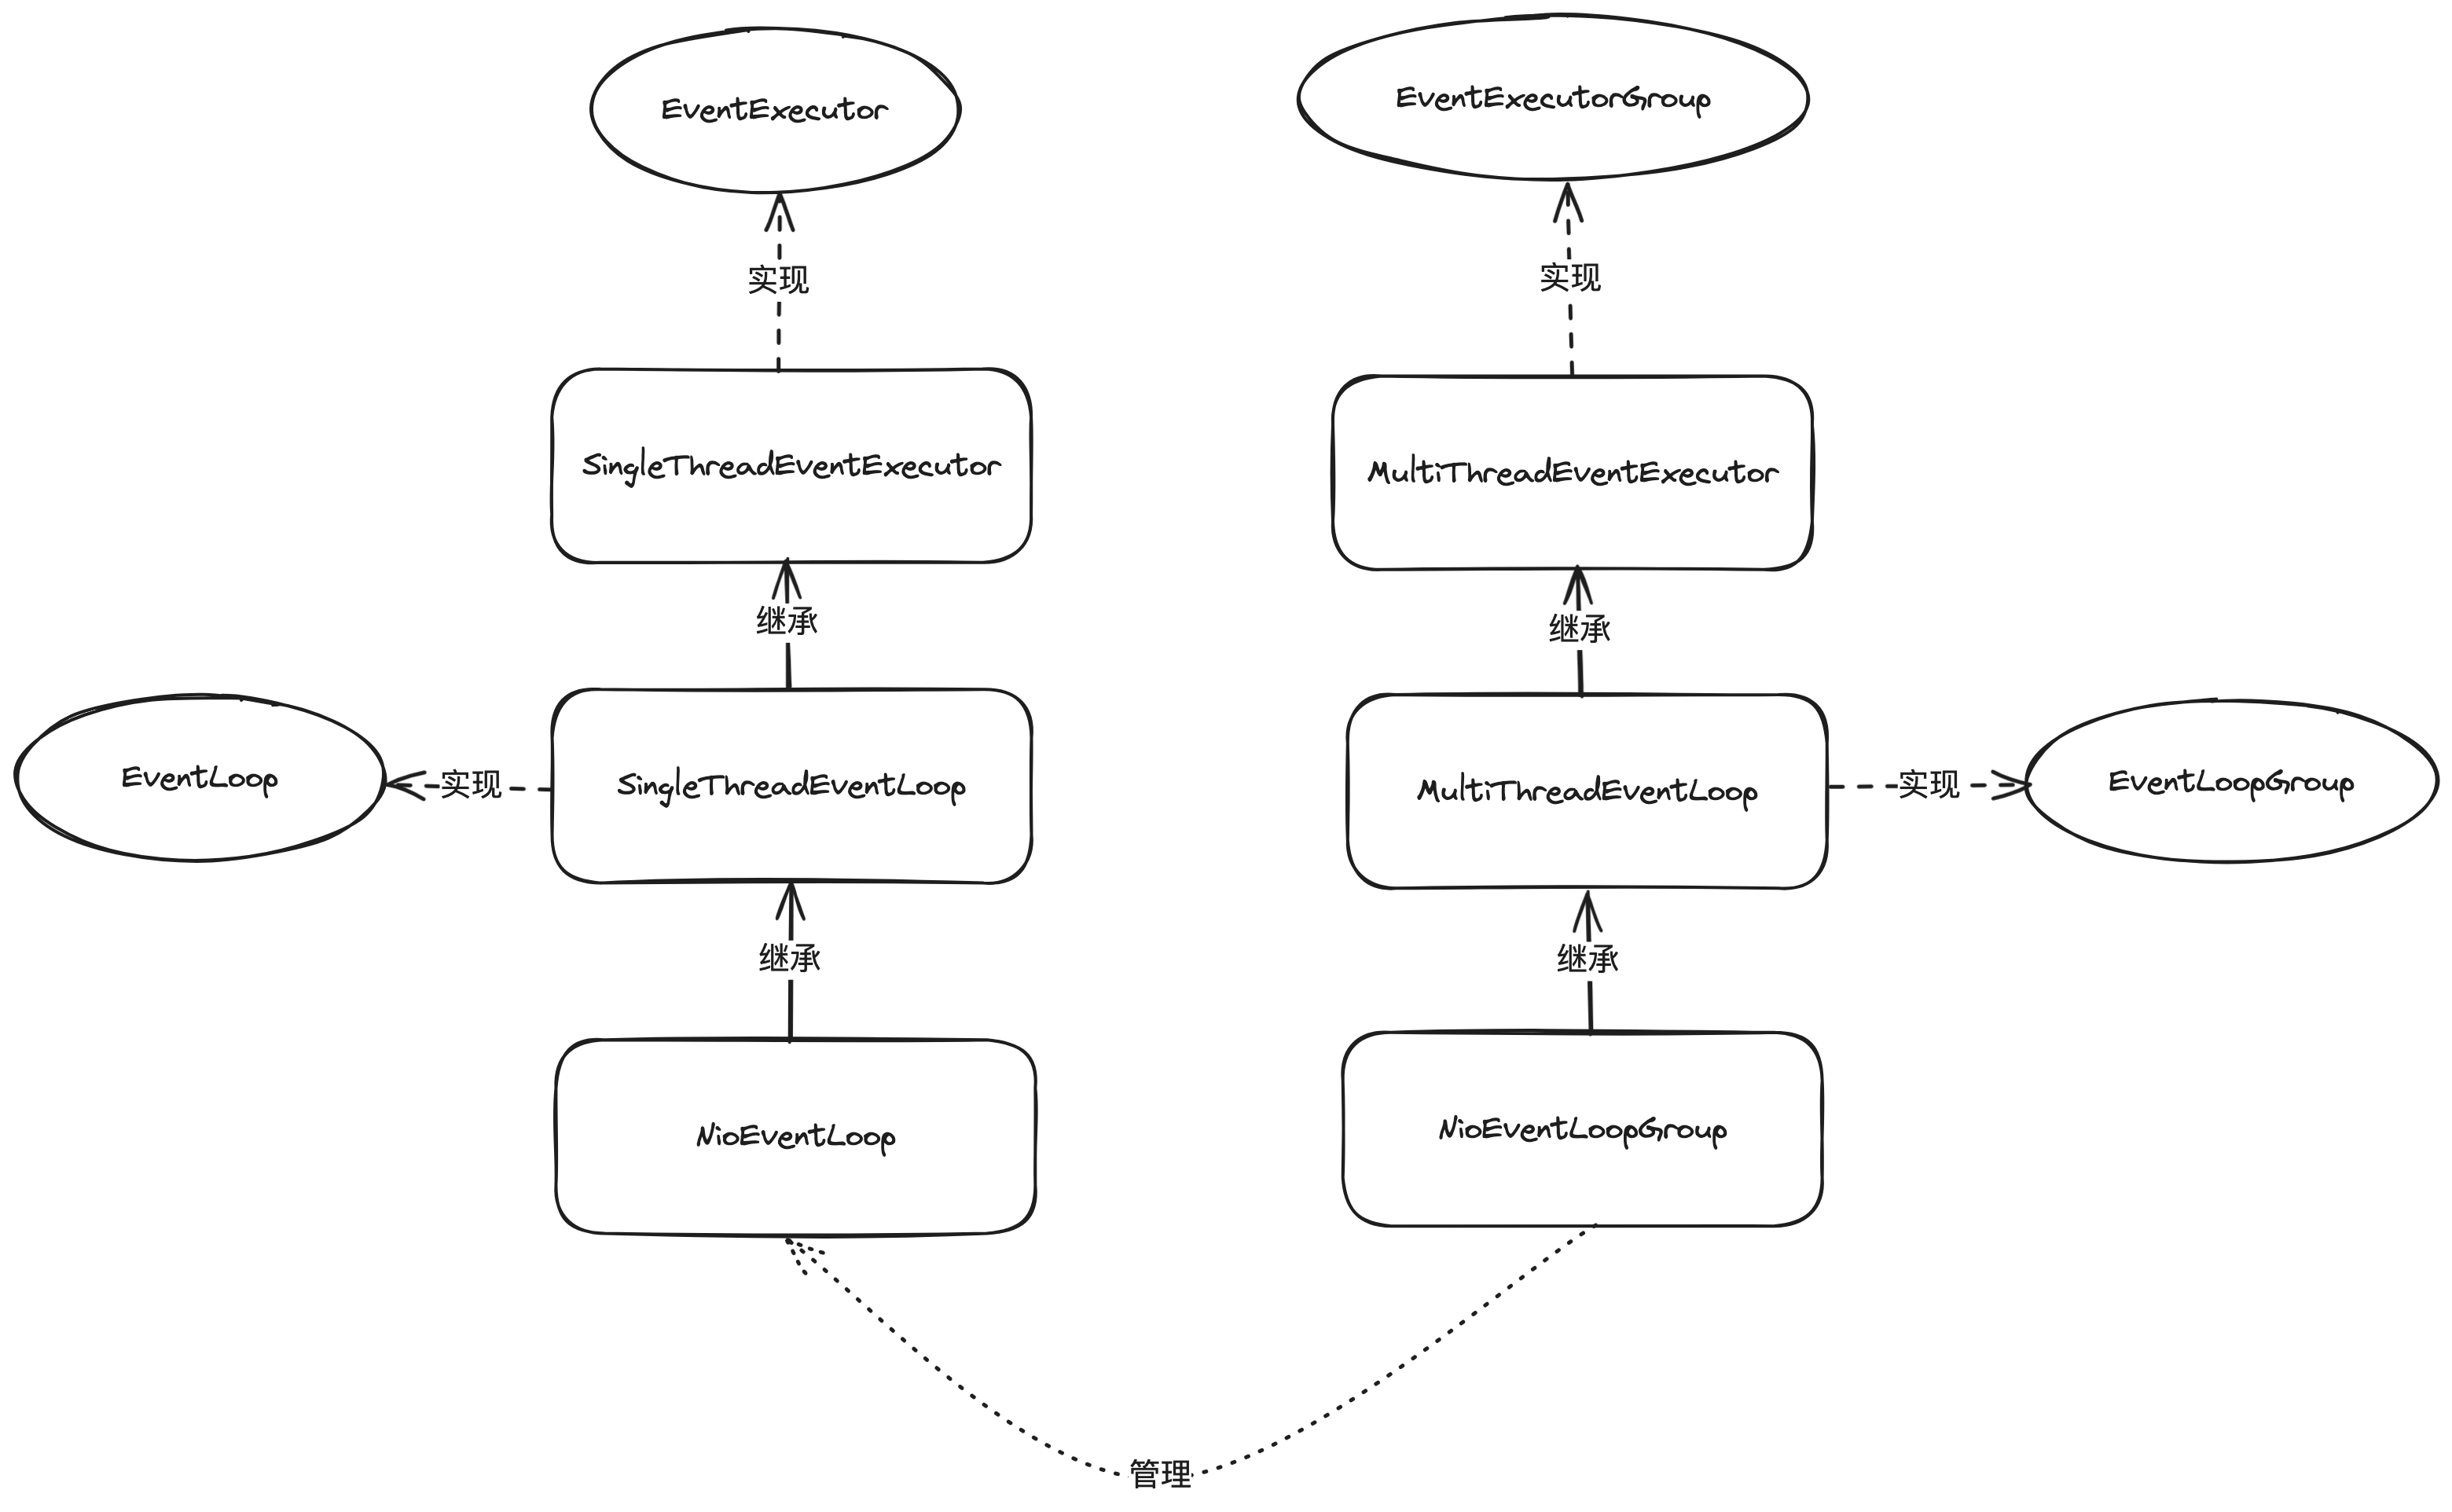 EventExecutor
EventExecutorGroup
实现
实现
SingleThreadEventExecutor
MultiThreadEventExecutor
继承
继承
EventLoop
实现
SingleThreadEventLoop
MultiThreadEventLoop
实现
EventLoopGroup
继承
继承
NioEventLoop
NioEventLoopGroup
管理